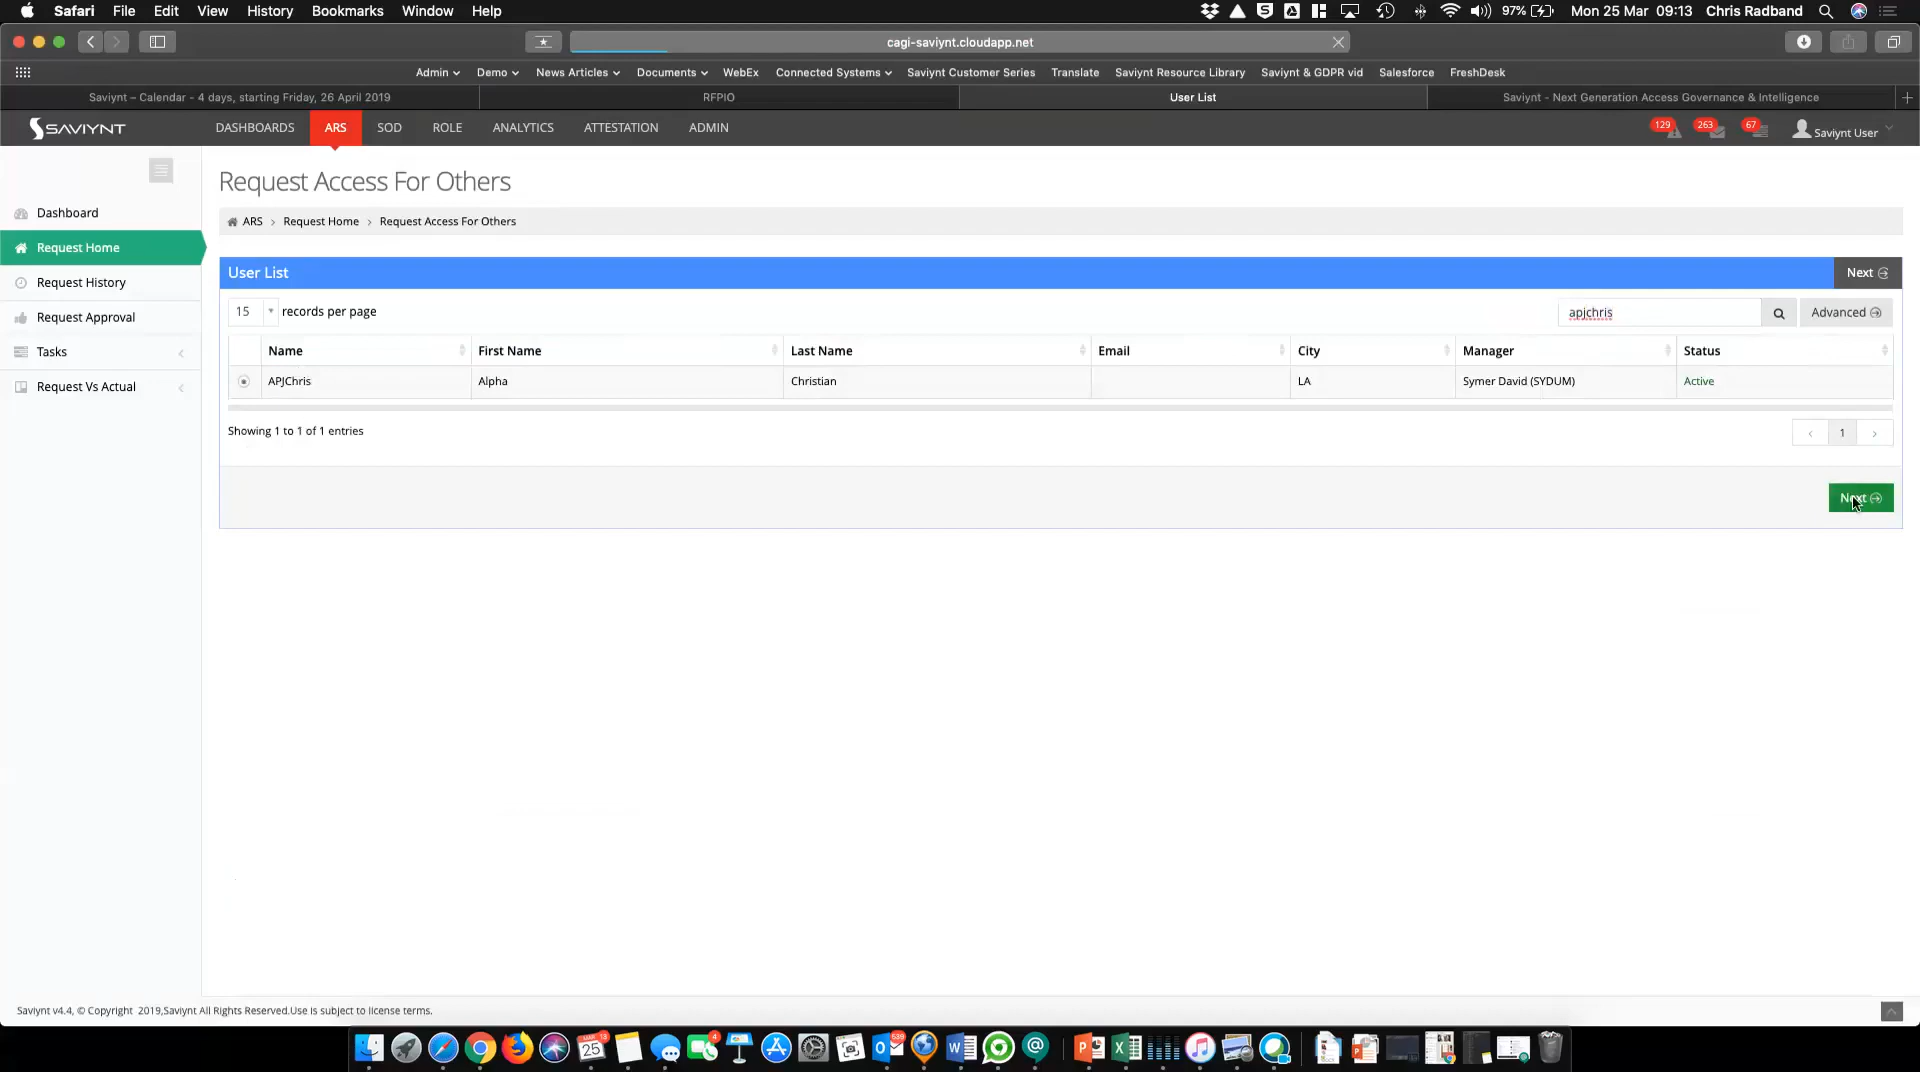 Safari File Edit View History Bookmarks Window Help 97% Mon 25 Mar 09:13 Chris Radband
cagi-saviynt.cloudapp.net
Admin Demo News Articles Documents WebEx Connected Systems Saviynt Customer Series Translate Saviynt Resource Library Saviynt & GDPR vid Salesforce FreshDesk
Saviynt – Calendar - 4 days, starting Friday, 26 April 2019 RFPIO User List Saviynt - Next Generation Access Governance & Intelligence
SAVIYNT DASHBOARDS ARS SOD ROLE ANALYTICS ATTESTATION ADMIN 129 263 67 Saviynt User
Request Access For Others
Dashboard
ARS > Request Home > Request Access For Others
Request Home
Request History
Request Approval
Tasks
Request Vs Actual
User List Next
15 records per page apjchris Advanced
Name First Name Last Name Email City Manager Status
APJChris Alpha Christian LA Symer David (SYDUM) Active
Showing 1 to 1 of 1 entries 1
Next
Saviynt v4.4, © Copyright 2019,Saviynt All Rights Reserved.Use is subject to license terms.